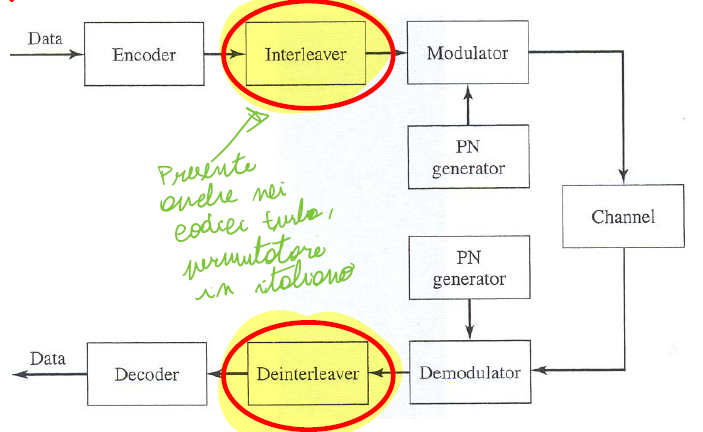 Data
Encoder
Interleaver
Modulator
PN
generator
Presente
anche nei
codici turbo,
permutatore
in italiano
Channel
PN
generator
Data
Decoder
Deinterleaver
Demodulator